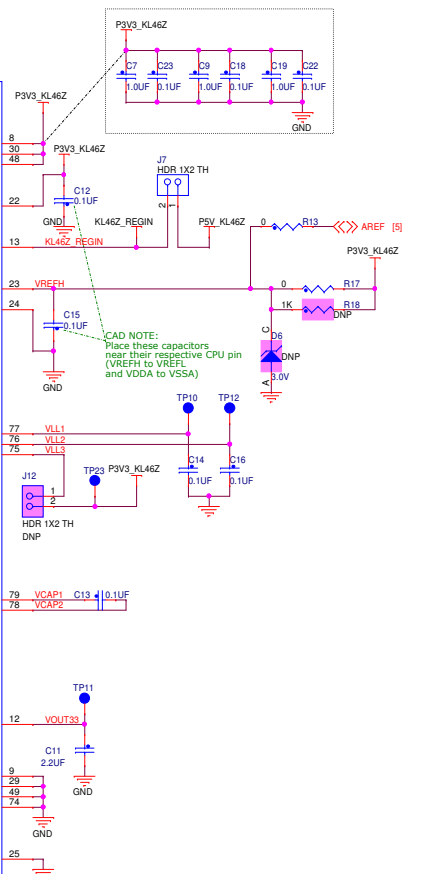 P3V3_KL46Z
C7
C23
C9
C18
C19
C22
1.0UF
0.1UF
1.0UF
0.1UF
1.0UF
0.1UF
GND
P3V3_KL46Z
8
30
48
P3V3_KL46Z
J7
HDR 1X2 TH
22
C12
0.1UF
2
1
GND
KL46Z_REGIN
P5V_KL46Z
0
R13
AREF [5]
13
KL46Z_REGIN
P3V3_KL46Z
23
VREFH
0
R17
24
1K
R18
DNP
C15
0.1UF
CAD NOTE:
Place these capacitors
near their respective CPU pin
(VREFH to VREFL
and VDDA to VSSA)
C
D6
DNP
A
3.0V
GND
TP10
TP12
77
VLL1
76
VLL2
75
VLL3
TP23
P3V3_KL46Z
C14
C16
0.1UF
0.1UF
J12
1
2
HDR 1X2 TH
DNP
79
VCAP1
C13
0.1UF
78
VCAP2
TP11
12
VOUT33
C11
2.2UF
GND
9
29
49
74
GND
25